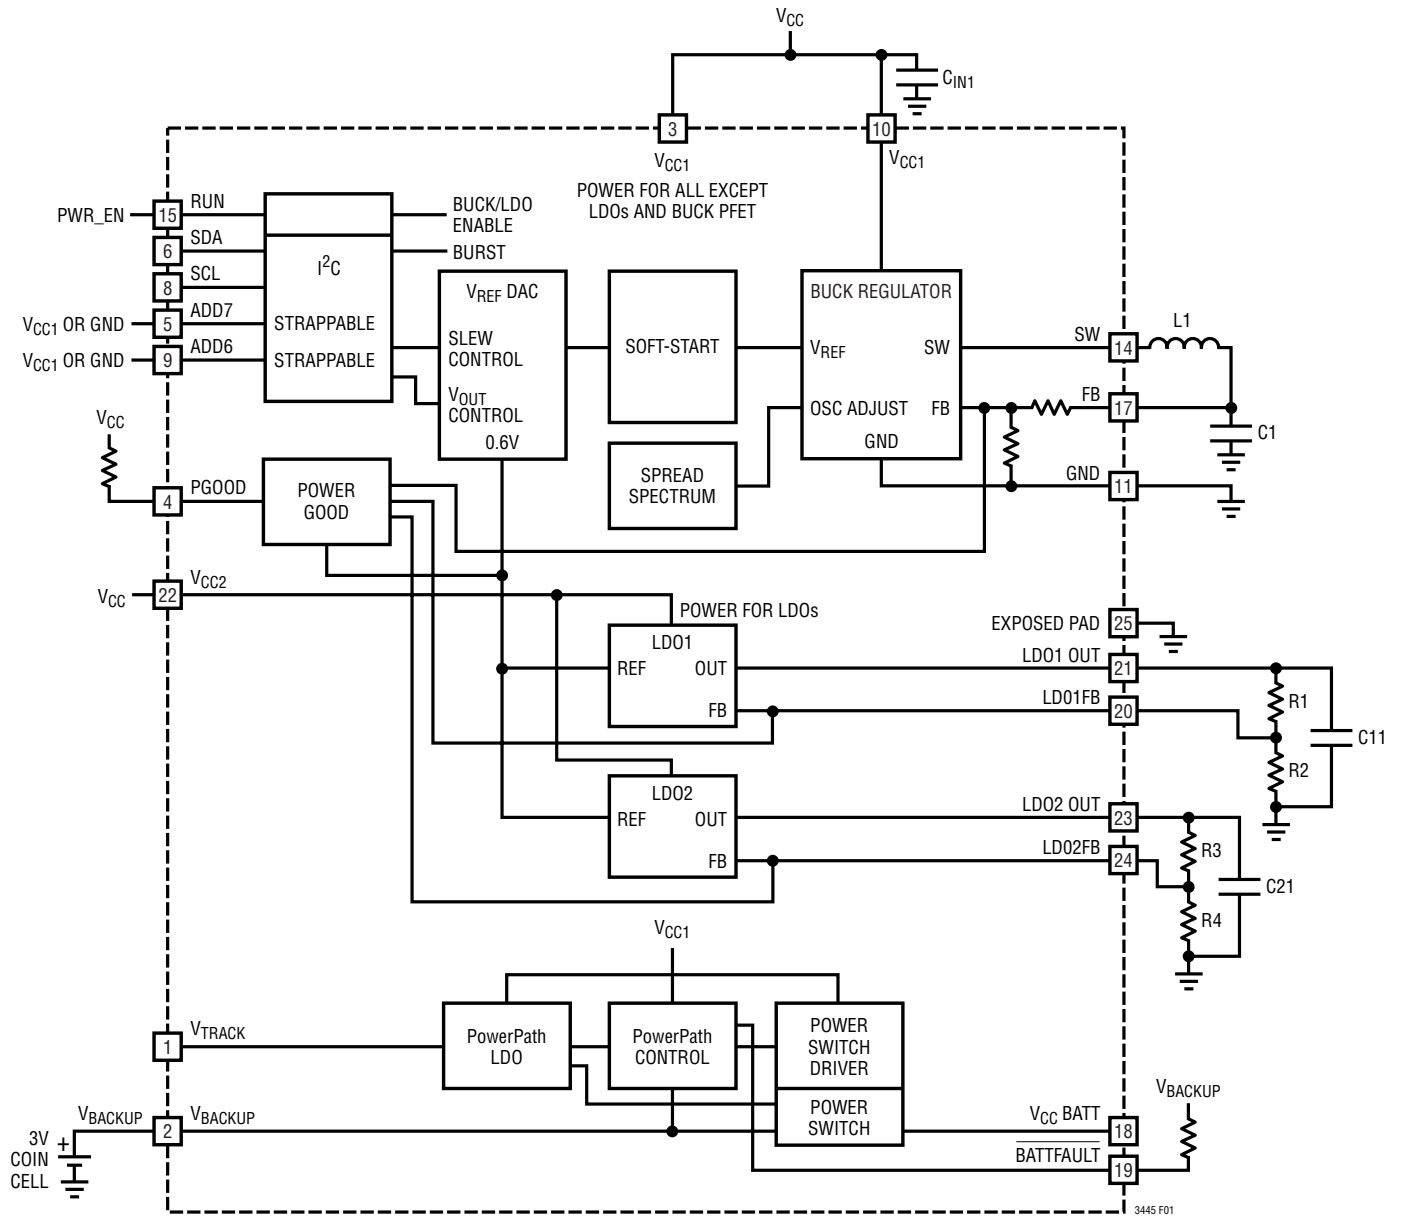 VCC
CIN1
3
10
VCC1
VCC1
POWER FOR ALL EXCEPT
LDOs AND BUCK PFET
PWR_EN
15
RUN
BUCK/LDO
ENABLE
6
SDA
BURST
I2C
8
SCL
VCC1 OR GND
5
ADD7
STRAPPABLE
VCC1 OR GND
9
ADD6
STRAPPABLE
VREF DAC
SLEW
CONTROL
VOUT
CONTROL
0.6V
SOFT-START
SPREAD
SPECTRUM
BUCK REGULATOR
VREF
SW
OSC ADJUST
FB
GND
SW
14
L1
FB
17
C1
GND
11
VCC
4
PGOOD
POWER
GOOD
VCC
22
VCC2
POWER FOR LDOs
LDO1
REF
OUT
FB
EXPOSED PAD
25
LDO1 OUT
21
LD01FB
20
R1
R2
C11
LDO2
REF
OUT
FB
LDO2 OUT
23
LD02FB
24
R3
R4
C21
VCC1
1
VTRACK
PowerPath
LDO
PowerPath
CONTROL
POWER
SWITCH
DRIVER
POWER
SWITCH
VBACKUP
2
VBACKUP
3V
COIN
CELL
+
VCC BATT
18
BATTFAULT
19
VBACKUP
3445 F01